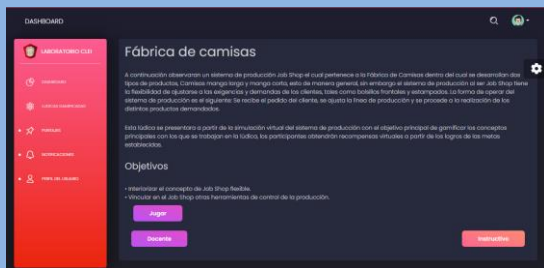 DASHBOARD
LABORATORIO CLEI
DASHBOARD
PERFIL DE USUARIO
NOTIFICACIONES
Fábrica de camisas
A continuación observaran un sistema de producción Job Shop el cual pertenece a la Fábrica de Camisas dentro del cual se desarrollan dos
tipos de productos. Camisas manga larga y manga corta, esto de manera general, sin embargo el sistema de producción al ser Job Shop tiene
la flexibilidad de ajustarse a las exigencias y demandas de los clientes, tales como bolsillos frontales y estampados. La forma de operar del
sistema de producción es el siguiente: Se recibe el pedido del cliente, se ajusta la línea de producción y se procede a la realización de los
distintos productos demandados.
Esta lúdica se presentara a partir de la simulación virtual del sistema de producción con el objetivo principal de gamificar los conceptos
principales con los que se trabajan en la lúdica, los participantes obtendrán recompensas virtuales a partir de los logros de las metas
establecidas.
Objetivos
- Interiorizar el concepto de Job Shop flexible.
- Vincular en el Job Shop otras herramientas de control de la producción.
Jugar
Docente
Instructivo